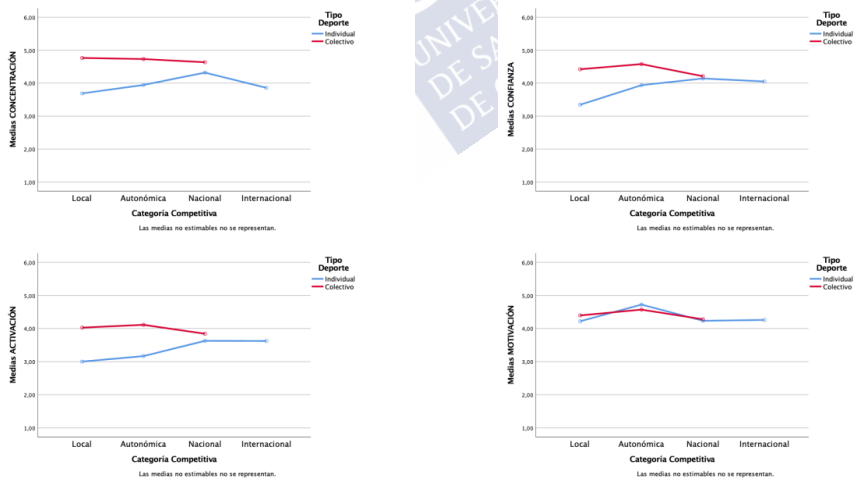 Tipo
Deporte
Individual
Colectivo
6,00
5,00
4,00
3,00
2,00
1,00
Medias CONCENTRACIÓN
Local Autonómica Nacional Internacional
Categoría Competitiva
Las medias no estimables no se representan.
UNIVE
DE SA
DE
Tipo
Deporte
Individual
Colectivo
6,00
5,00
4,00
3,00
2,00
1,00
Medias CONFIANZA
Local Autonómica Nacional Internacional
Categoría Competitiva
Las medias no estimables no se representan.
Tipo
Deporte
Individual
Colectivo
6,00
5,00
4,00
3,00
2,00
1,00
Medias ACTIVACIÓN
Local Autonómica Nacional Internacional
Categoría Competitiva
Las medias no estimables no se representan.
Tipo
Deporte
Individual
Colectivo
6,00
5,00
4,00
3,00
2,00
1,00
Medias MOTIVACIÓN
Local Autonómica Nacional Internacional
Categoría Competitiva
Las medias no estimables no se representan.